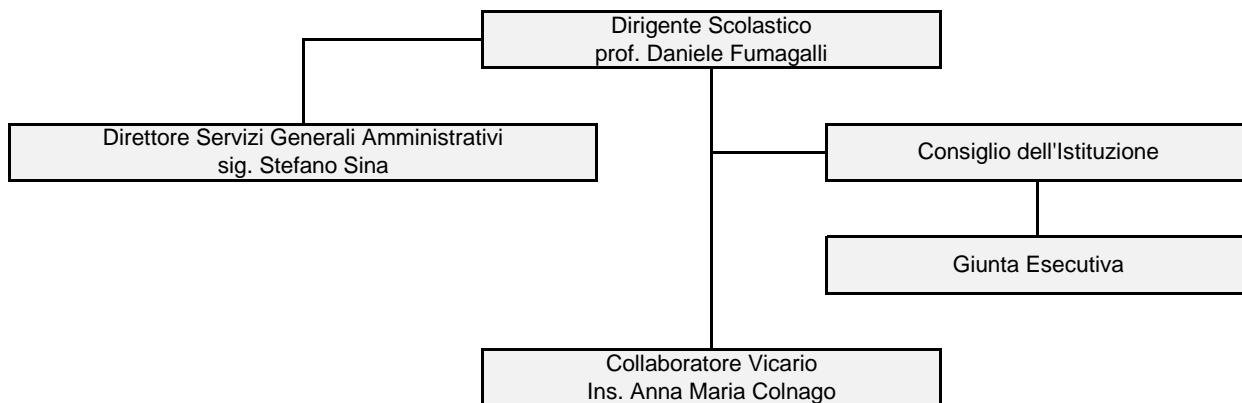 Dirigente Scolastico
prof. Daniele Fumagalli
Direttore Servizi Generali Amministrativi
sig. Stefano Sina
Consiglio dell'Istituzione
Giunta Esecutiva
Collaboratore Vicario
Ins. Anna Maria Colnago